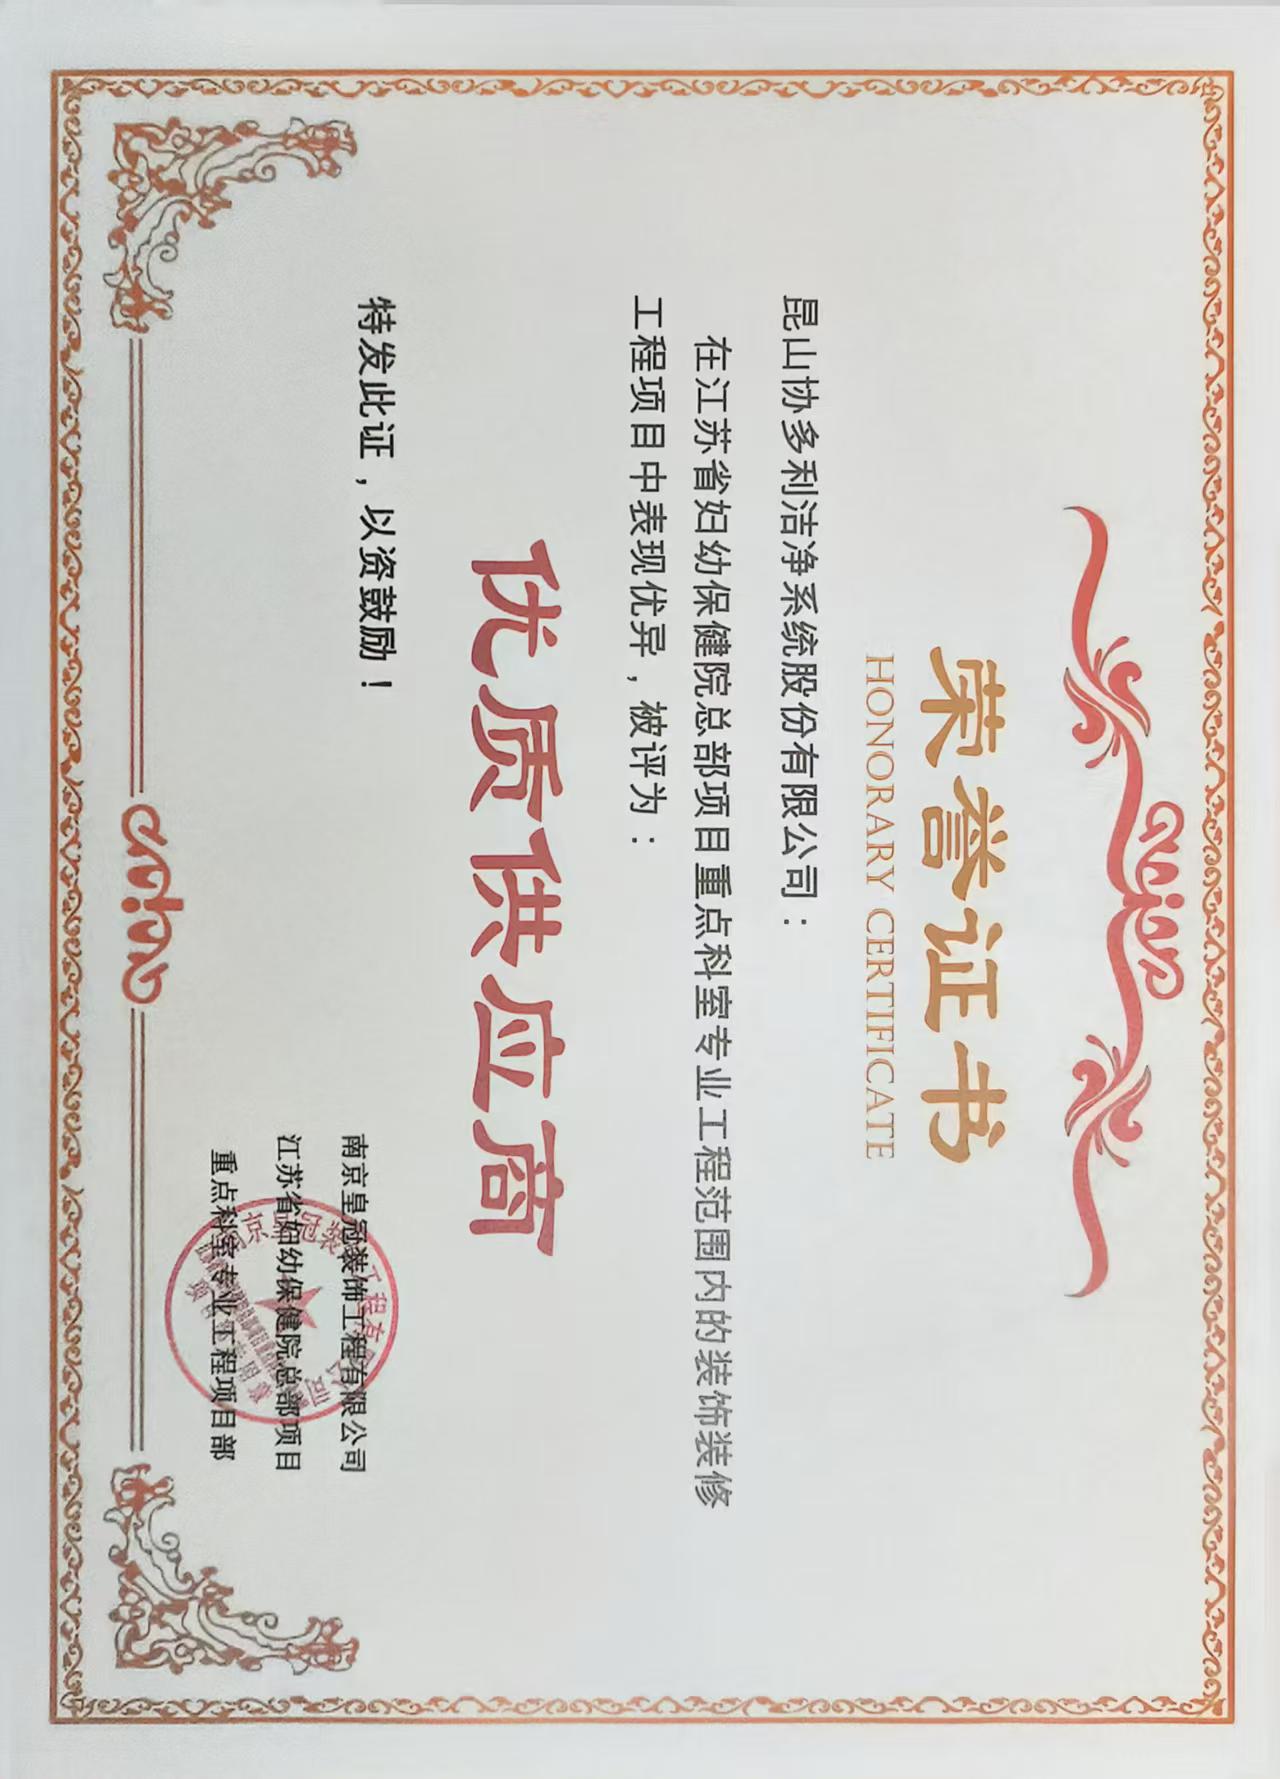 荣誉证书
HONORARY CERTIFICATE
昆山协多利洁净系统股份有限公司：
在江苏省妇幼保健院总部项目重点科室专业工程范围内的装饰装修
工程项目中表现优异，被评为：
优质供应商
特发此证，以资鼓励！
南京皇冠装饰工程有限公司
江苏省妇幼保健院总部项目
重点科室专业工程项目部